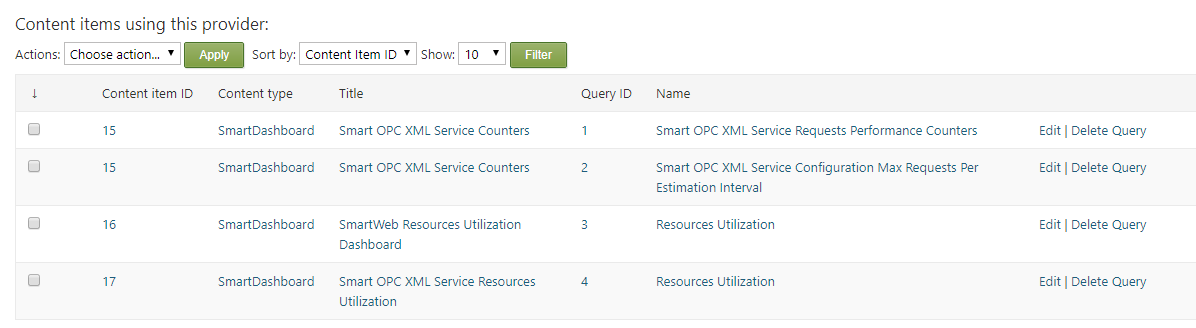 Content items using this provider:
Actions: Choose action... Apply Sort by: Content Item ID Show: 10 Filter
↓ Content item ID Content type Title Query ID Name
15 SmartDashboard Smart OPC XML Service Counters 1 Smart OPC XML Service Requests Performance Counters Edit | Delete Query
15 SmartDashboard Smart OPC XML Service Counters 2 Smart OPC XML Service Configuration Max Requests Per Edit | Delete Query
Estimation Interval
16 SmartDashboard SmartWeb Resources Utilization 3 Resources Utilization Edit | Delete Query
Dashboard
17 SmartDashboard Smart OPC XML Service Resources 4 Resources Utilization Edit | Delete Query
Utilization